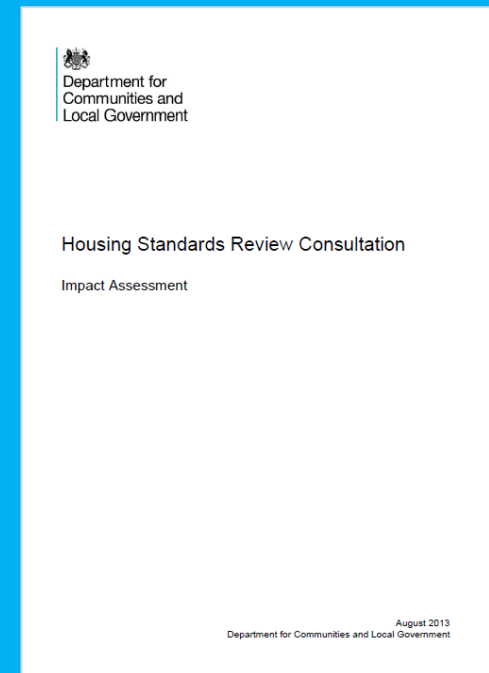 Department for
Communities and
Local Government
Housing Standards Review Consultation
Impact Assessment
August 2013
Department for Communities and Local Government